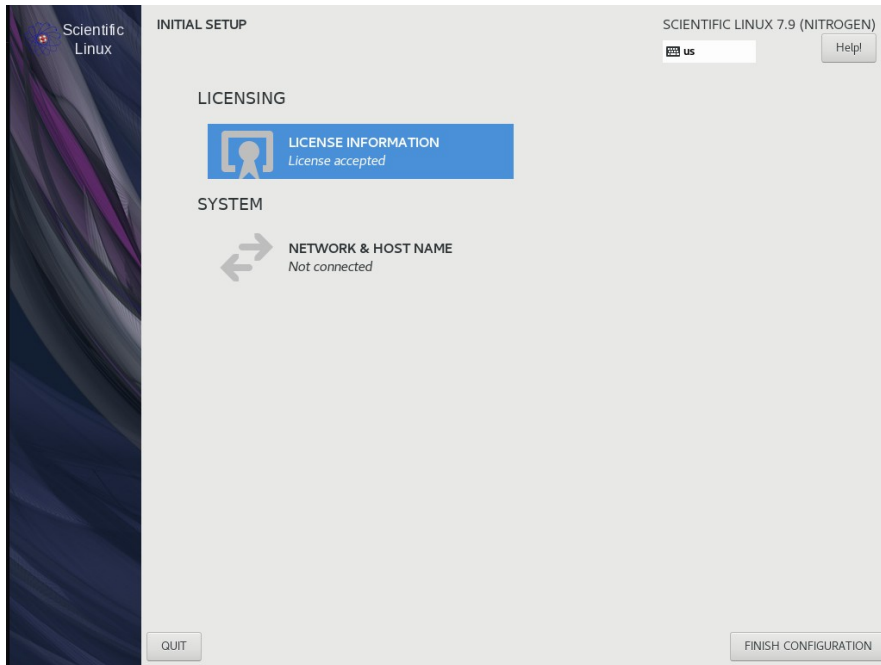 Scientific
Linux
INITIAL SETUP
SCIENTIFIC LINUX 7.9 (NITROGEN)
us
Help!
LICENSING
LICENSE INFORMATION
License accepted
SYSTEM
NETWORK & HOST NAME
Not connected
QUIT
FINISH CONFIGURATION